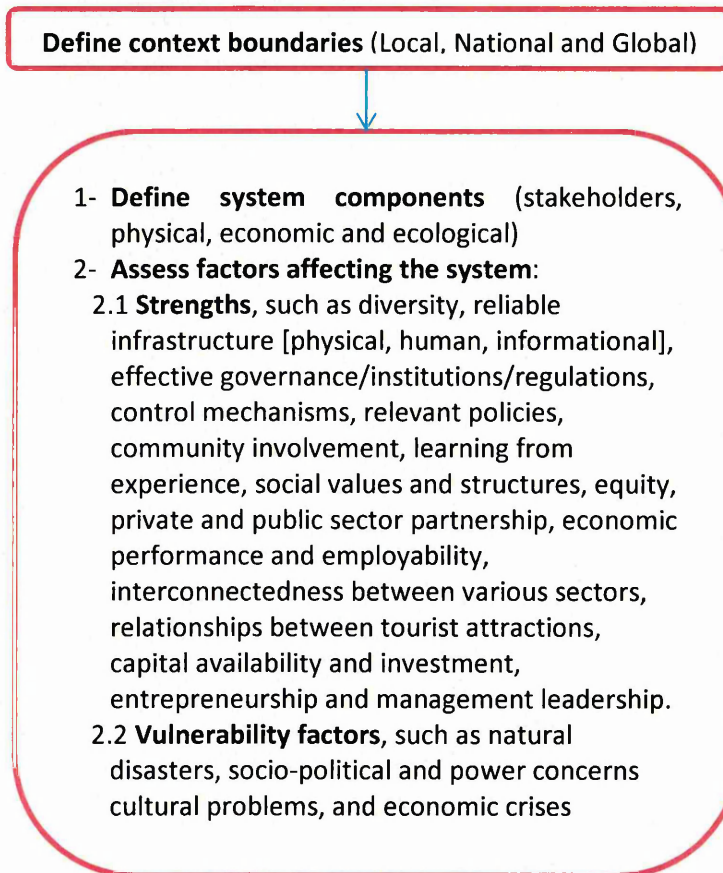 Define context boundaries (Local, National and Global)
1- Define system components (stakeholders,
physical, economic and ecological)
2- Assess factors affecting the system:
2.1 Strengths, such as diversity, reliable
infrastructure [physical, human, informational],
effective governance/institutions/regulations,
control mechanisms, relevant policies,
community involvement, learning from
experience, social values and structures, equity,
private and public sector partnership, economic
performance and employability,
interconnectedness between various sectors,
relationships between tourist attractions,
capital availability and investment,
entrepreneurship and management leadership.
2.2 Vulnerability factors, such as natural
disasters, socio-political and power concerns
cultural problems, and economic crises